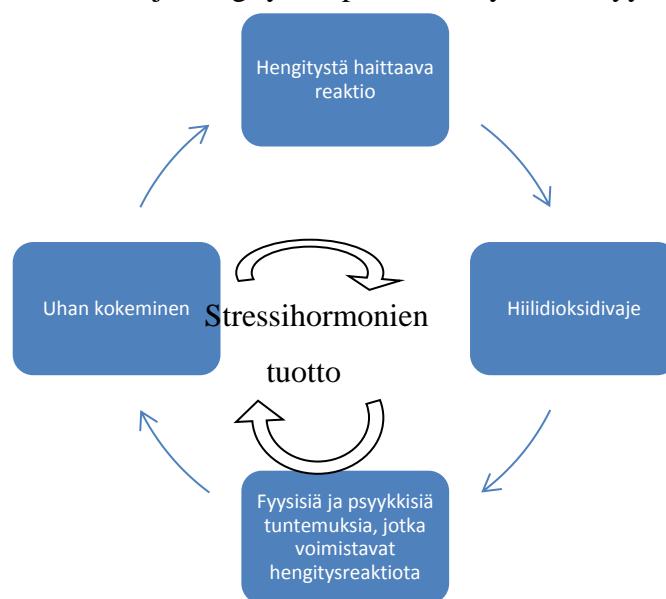 Hengitystä haittaava
reaktio
Uhan kokeminen
Stressihormonien
tuotto
Hiilidioksidivaje
Fyysisiä ja psyykkisiä
tuntemuksia, jotka
voimistavat
hengitysreaktiota